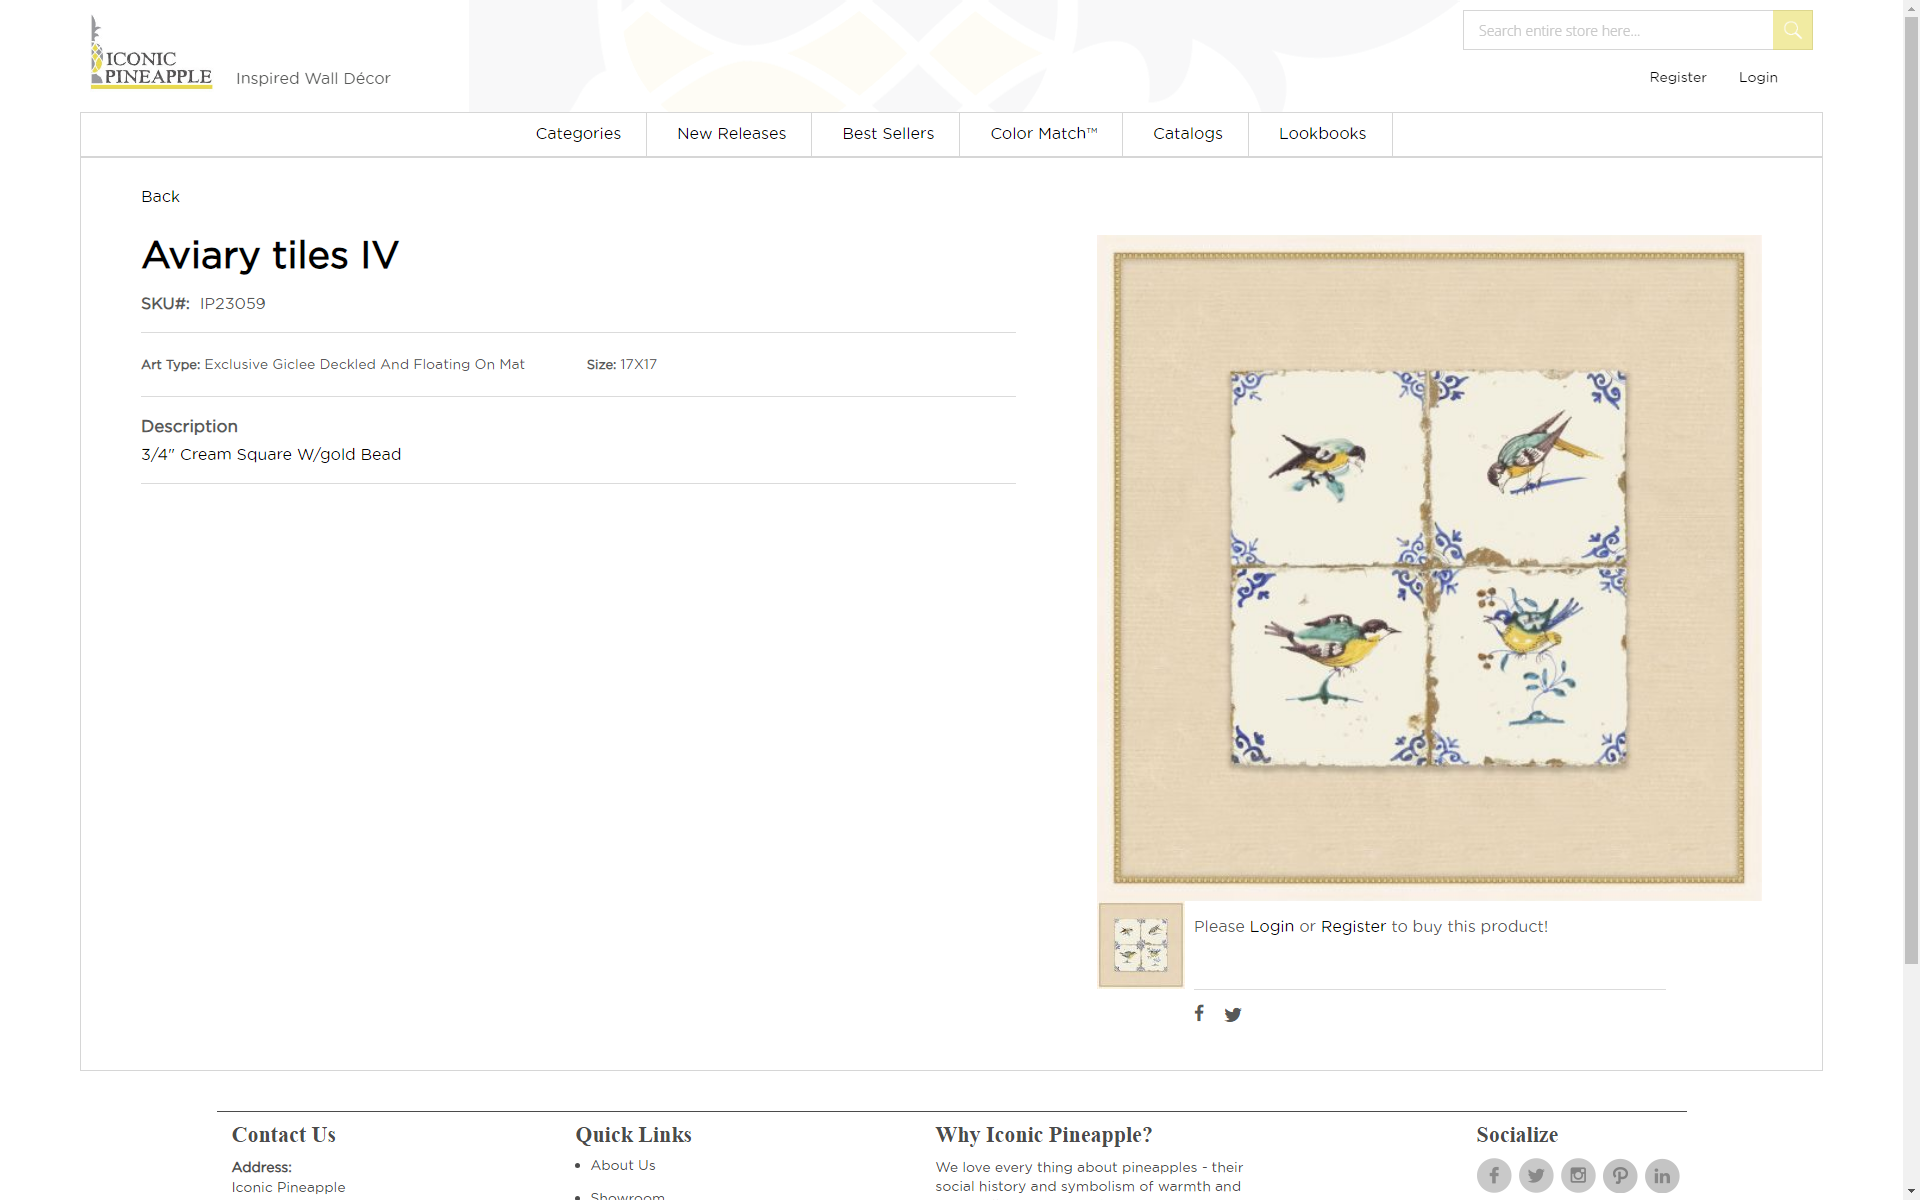 ICONIC
PINEAPPLE
Inspired Wall Décor
Search entire store here...
Register
Login
Categories
New Releases
Best Sellers
Color Match™
Catalogs
Lookbooks
Back
Aviary tiles IV
SKU#: IP23059
Art Type: Exclusive Giclee Deckled And Floating On Mat
Size: 17X17
Description
3/4" Cream Square W/gold Bead
Please Login or Register to buy this product!
Contact Us
Address:
Iconic Pineapple
Quick Links
About Us
Showroom
Why Iconic Pineapple?
We love every thing about pineapples - their
social history and symbolism of warmth and
Socialize